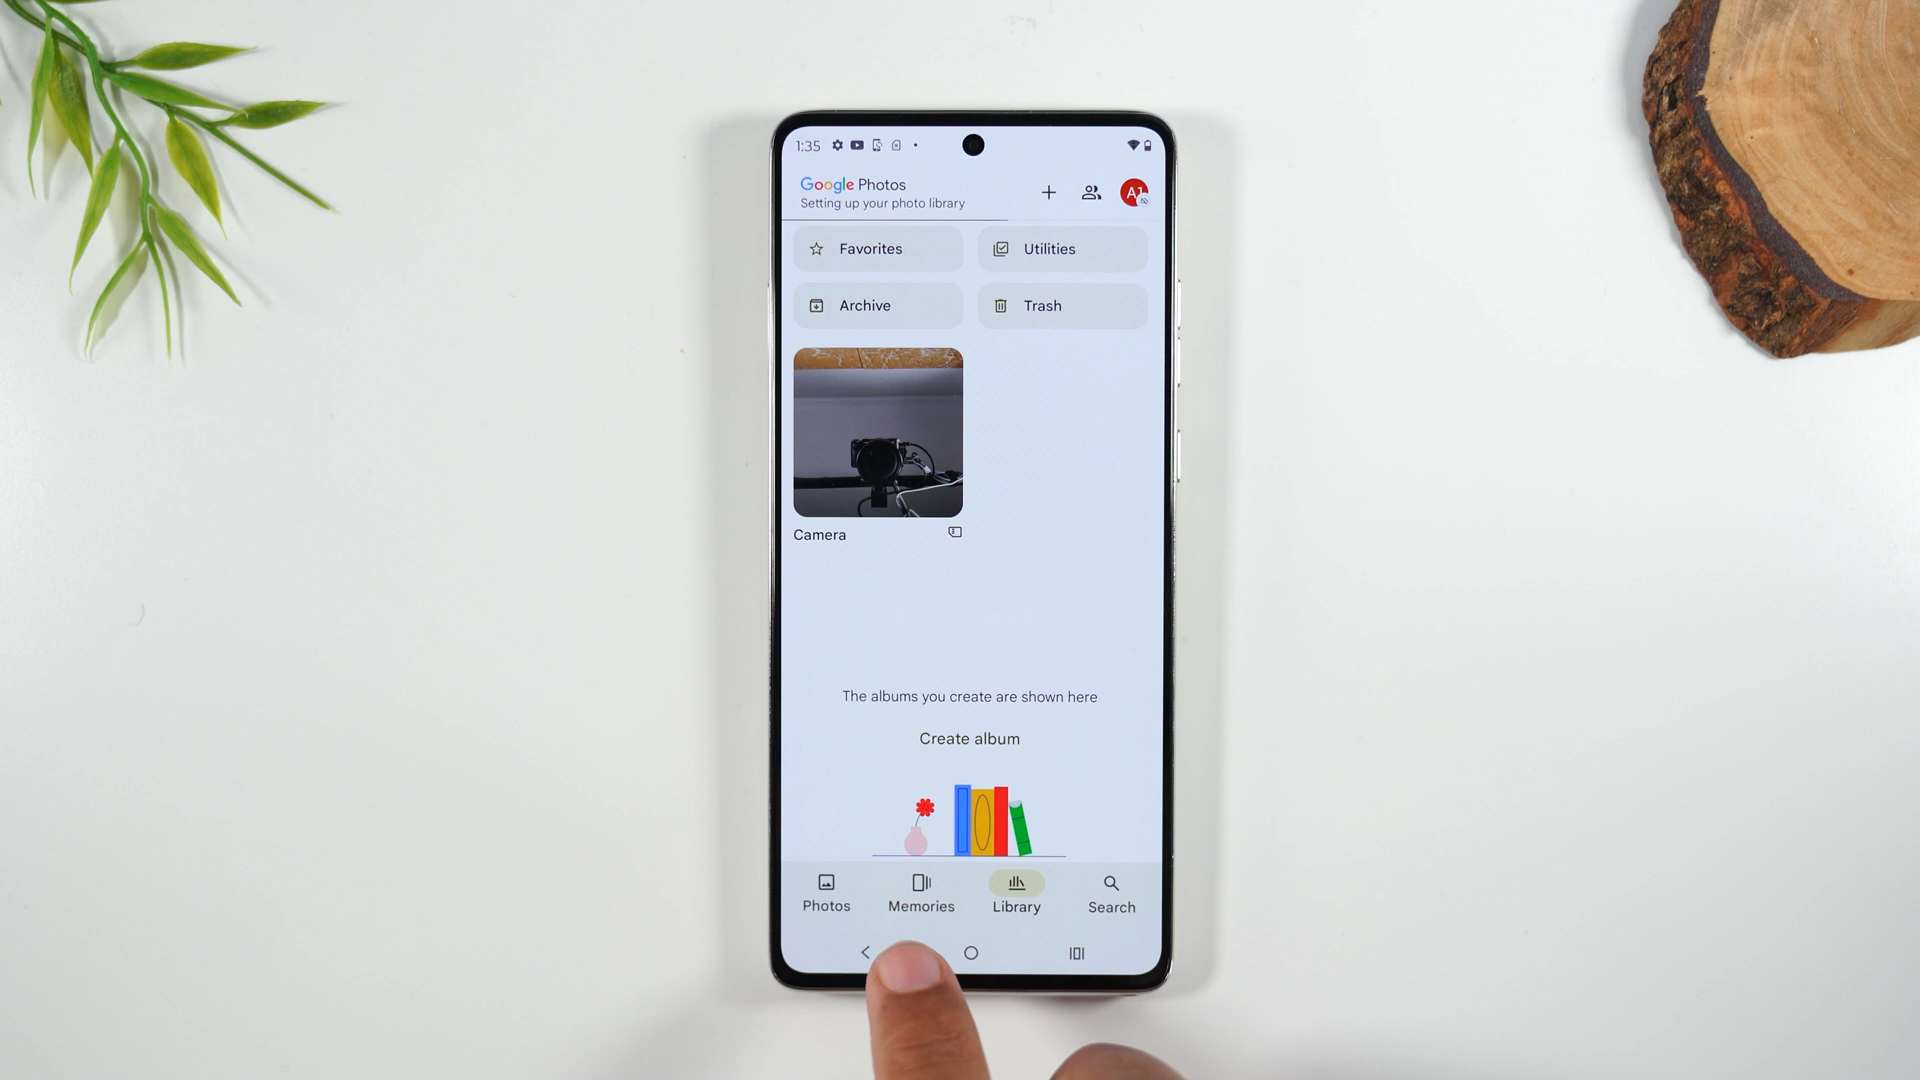 1:35
Google Photos
Setting up your photo library
A1
Favorites
Utilities
Archive
Trash
Camera
The albums you create are shown here
Create album
Photos
Memories
Library
Search